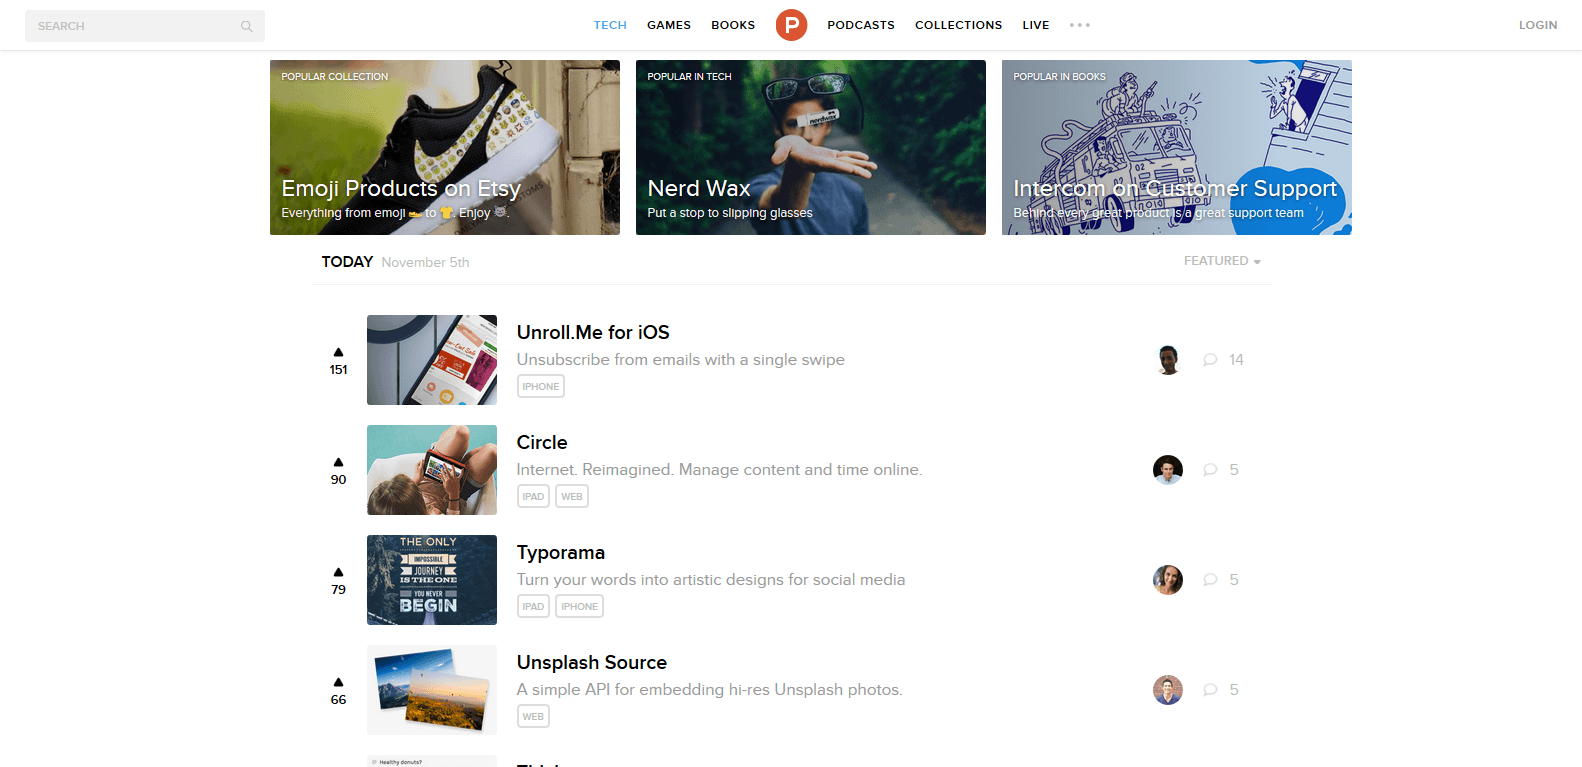 SEARCH
TECH GAMES BOOKS P PODCASTS COLLECTIONS LIVE
LOGIN
POPULAR COLLECTION
Emoji Products on Etsy
Everything from emoji 👟 to 👕. Enjoy 🐱.
POPULAR IN TECH
nerdwax
Nerd Wax
Put a stop to slipping glasses
POPULAR IN BOOKS
Intercom on Customer Support
Behind every great product is a great support team
TODAY November 5th
FEATURED
151
Unroll.Me for iOS
Unsubscribe from emails with a single swipe
IPHONE
14
90
Circle
Internet. Reimagined. Manage content and time online.
IPAD WEB
5
79
THE ONLY
IMPOSSIBLE
JOURNEY
IS THE ONE
YOU NEVER
BEGIN
Typorama
Turn your words into artistic designs for social media
IPAD IPHONE
5
66
Unsplash Source
A simple API for embedding hi-res Unsplash photos.
WEB
5
Healthy donuts?